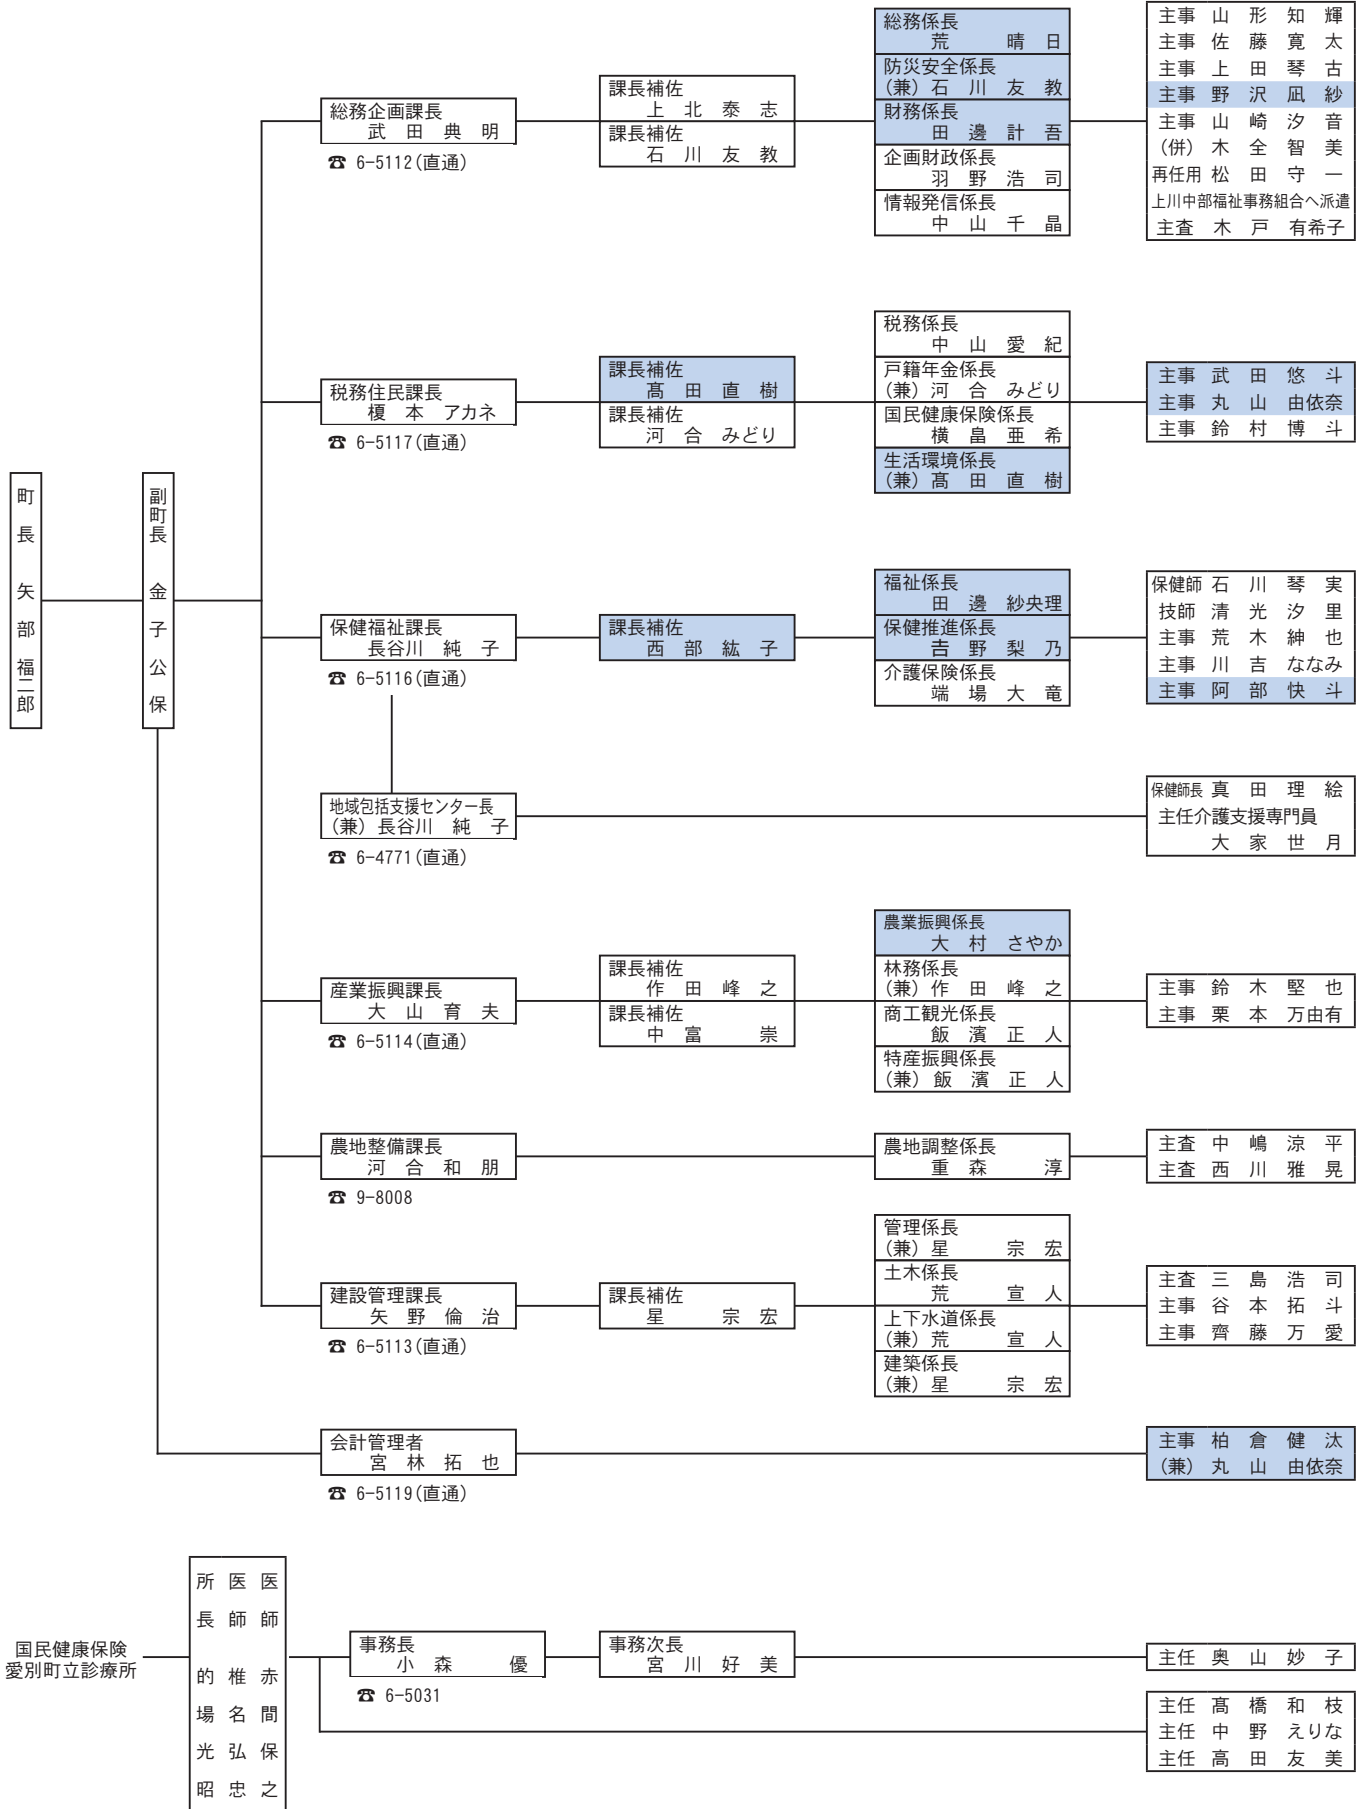 町長　矢部福二郎
副町長　金子公保
総務企画課長
武田典明
☎ 6-5112(直通)
課長補佐
上北泰志
課長補佐
石川友教
総務係長
荒　晴日
防災安全係長
(兼)石川友教
財務係長
田邊計吾
企画財政係長
羽野浩司
情報発信係長
中山千晶
主事 山形知輝
主事 佐藤寛太
主事 上田琴古
主事 野沢凪紗
主事 山崎汐音
(併) 木全智美
再任用 松田守一
上川中部福祉事務組合へ派遣
主査 木戸有希子
税務住民課長
榎本アカネ
☎ 6-5117(直通)
課長補佐
髙田直樹
課長補佐
河合みどり
税務係長
中山愛紀
戸籍年金係長
(兼)河合みどり
国民健康保険係長
横畠亜希
生活環境係長
(兼)髙田直樹
主事 武田悠斗
主事 丸山由依奈
主事 鈴村博斗
保健福祉課長
長谷川純子
☎ 6-5116(直通)
課長補佐
西部紘子
福祉係長
田邊紗央理
保健推進係長
𠮷野梨乃
介護保険係長
端場大竜
保健師 石川琴実
技師 清光汐里
主事 荒木紳也
主事 川吉ななみ
主事 阿部快斗
地域包括支援センター長
(兼)長谷川純子
☎ 6-4771(直通)
保健師長 真田理絵
主任介護支援専門員
大家世月
産業振興課長
大山育夫
☎ 6-5114(直通)
課長補佐
作田峰之
課長補佐
中富　崇
農業振興係長
大村さやか
林務係長
(兼)作田峰之
商工観光係長
飯濱正人
特産振興係長
(兼)飯濱正人
主事 鈴木堅也
主事 栗本万由有
農地整備課長
河合和朋
☎ 9-8008
農地調整係長
重森　淳
主査 中嶋涼平
主査 西川雅晃
建設管理課長
矢野倫治
☎ 6-5113(直通)
課長補佐
星　宗宏
管理係長
(兼)星　宗宏
土木係長
荒　宣人
上下水道係長
(兼)荒　宣人
建築係長
(兼)星　宗宏
主査 三島浩司
主事 谷本拓斗
主事 齊藤万愛
会計管理者
宮林拓也
☎ 6-5119(直通)
主事 柏倉健汰
(兼) 丸山由依奈
国民健康保険
愛別町立診療所
所長　的場光昭
医師　椎名弘忠
医師　赤間保之
事務長
小森　優
☎ 6-5031
事務次長
宮川好美
主任 奥山妙子
主任 髙橋和枝
主任 中野えりな
主任 高田友美